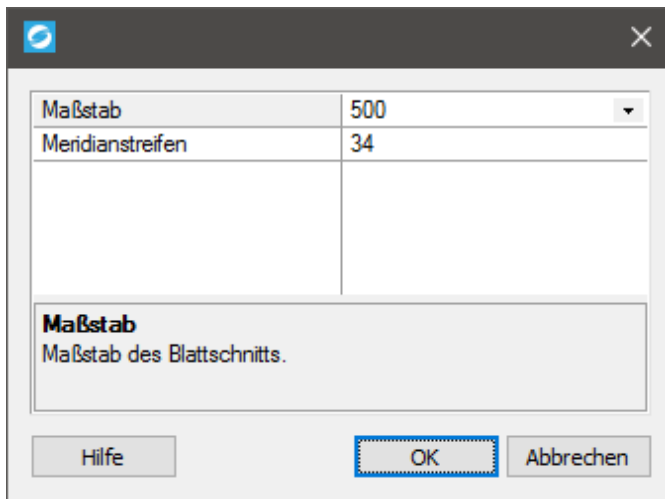 Maßstab 500
Meridianstreifen 34
Maßstab
Maßstab des Blattschnitts.
Hilfe OK Abbrechen